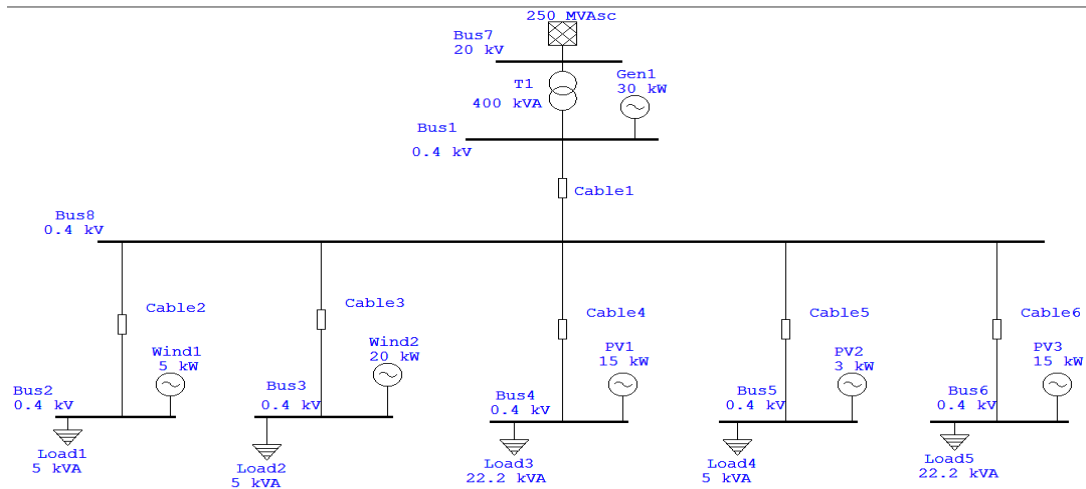 250 MVAsc
Bus7
20 kV
Gen1
30 kW
T1
400 kVA
Bus1
0.4 kV
Cable1
Bus8
0.4 kV
Cable2
Cable3
Cable4
Cable5
Cable6
Wind1
5 kW
Wind2
20 kW
PV1
15 kW
PV2
3 kW
PV3
15 kW
Bus2
0.4 kV
Bus3
0.4 kV
Bus4
0.4 kV
Bus5
0.4 kV
Bus6
0.4 kV
Load1
5 kVA
Load2
5 kVA
Load3
22.2 kVA
Load4
5 kVA
Load5
22.2 kVA